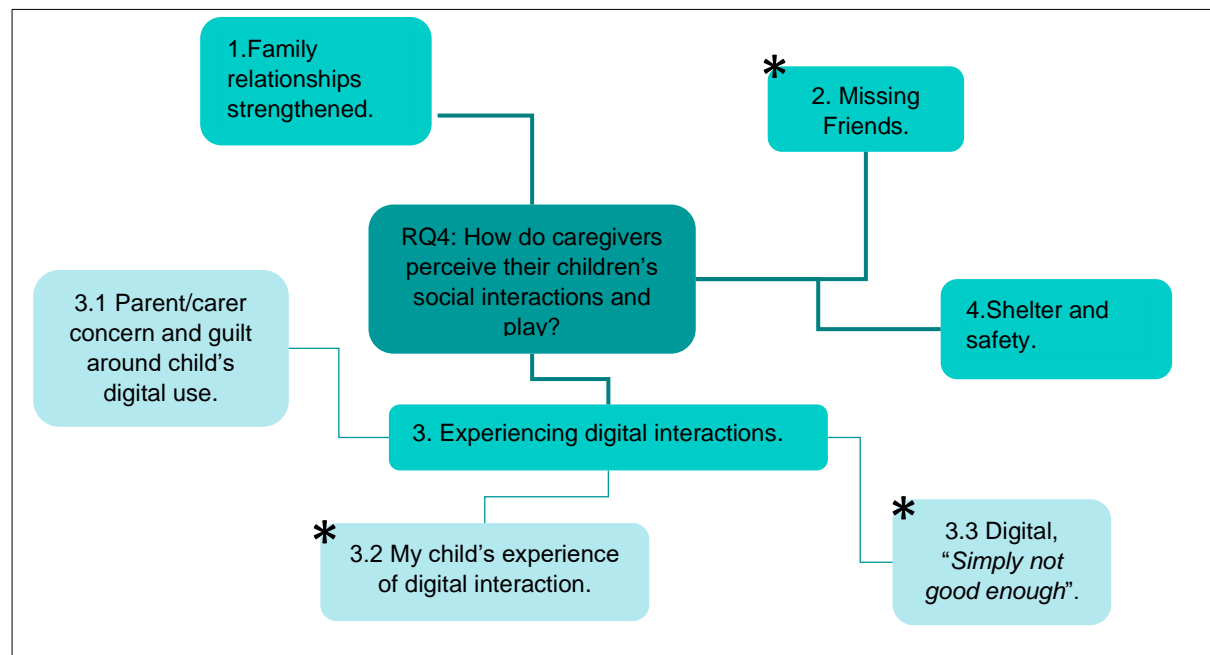 1.Family
relationships
strengthened.
*
2. Missing
Friends.
RQ4: How do caregivers
perceive their children’s
social interactions and
play?
3.1 Parent/carer
concern and guilt
around child’s
digital use.
4.Shelter and
safety.
3. Experiencing digital interactions.
*
3.2 My child’s experience
of digital interaction.
*
3.3 Digital,
“Simply not
good enough”.